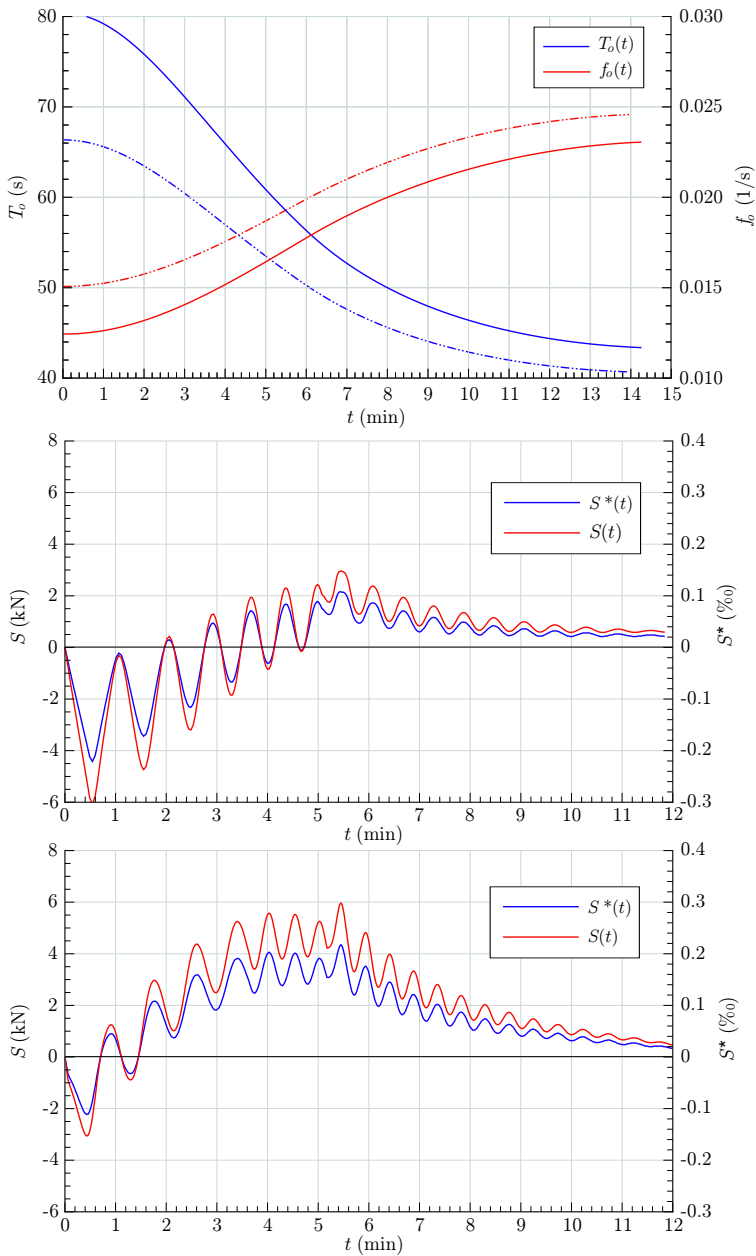 80
70
60
50
40
T_o (s)
0.030
0.025
0.020
0.015
0.010
f_o (1/s)
T_o(t)
f_o(t)
0 1 2 3 4 5 6 7 8 9 10 11 12 13 14 15
t (min)
8
6
4
2
0
-2
-4
-6
S (kN)
0.4
0.3
0.2
0.1
0
-0.1
-0.2
-0.3
S* (‰)
S*(t)
S(t)
0 1 2 3 4 5 6 7 8 9 10 11 12
t (min)
8
6
4
2
0
-2
-4
-6
S (kN)
0.4
0.3
0.2
0.1
0
-0.1
-0.2
-0.3
S* (‰)
S*(t)
S(t)
0 1 2 3 4 5 6 7 8 9 10 11 12
t (min)